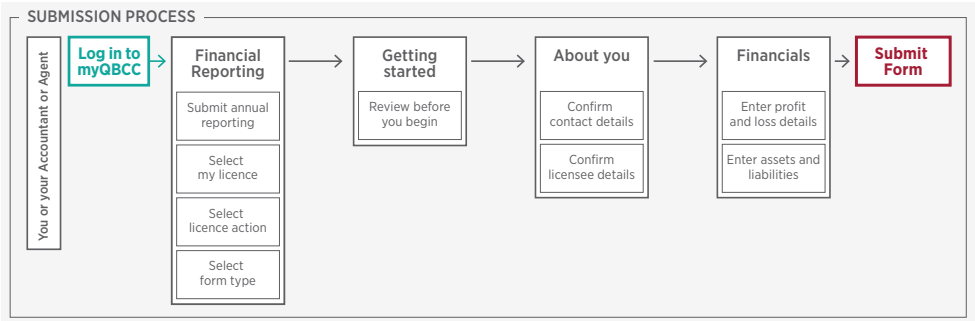 SUBMISSION PROCESS
You or your Accountant or Agent
Log in to
myQBCC
Financial
Reporting
Submit annual
reporting
Select
my licence
Select
licence action
Select
form type
Getting
started
Review before
you begin
About you
Confirm
contact details
Confirm
licensee details
Financials
Enter profit
and loss details
Enter assets and
liabilities
Submit
Form